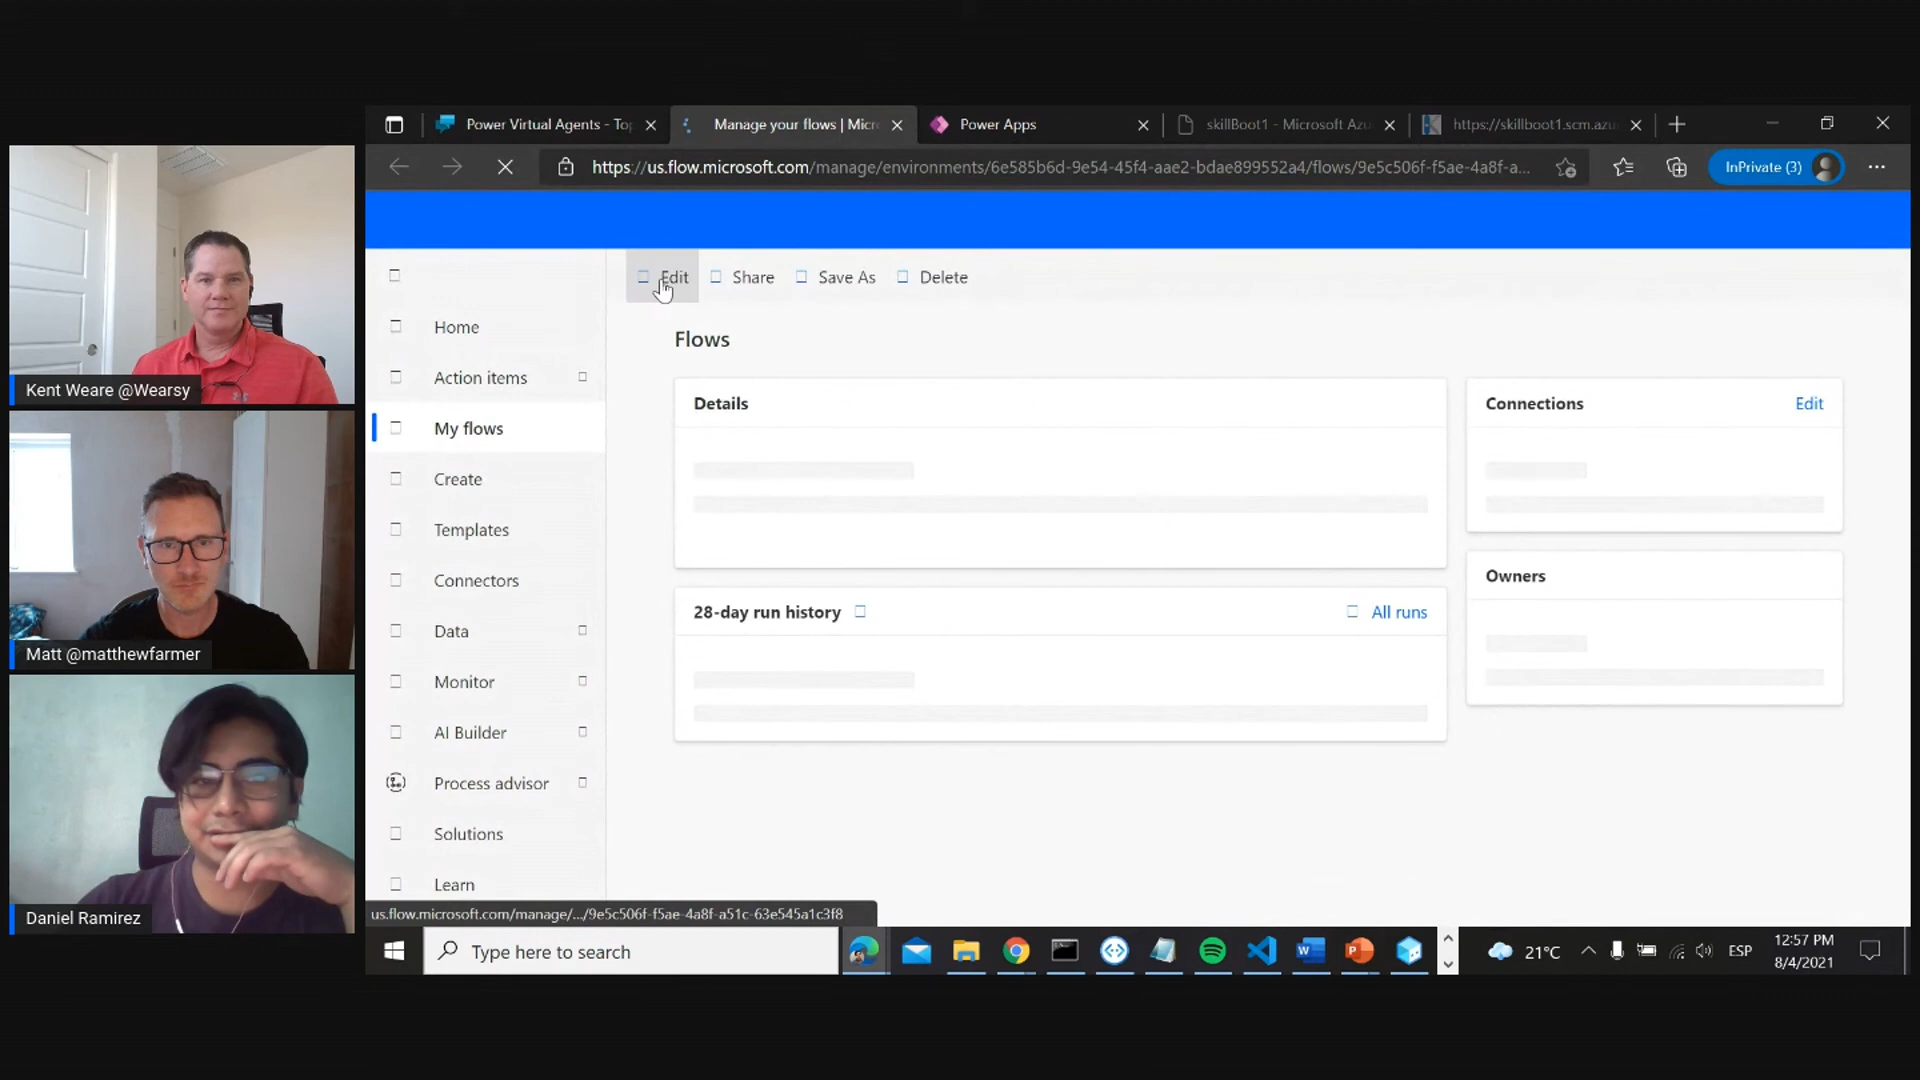 Power Virtual Agents - Top
Manage your flows | Micr
Power Apps
skillBoot1 - Microsoft Azu
https://skillboot1.scm.azu
https://us.flow.microsoft.com/manage/environments/6e585b6d-9e54-45f4-aae2-bdae899552a4/flows/9e5c506f-f5ae-4a8f-a...
InPrivate (3)
Edit
Share
Save As
Delete
Home
Action items
My flows
Create
Templates
Connectors
Data
Monitor
AI Builder
Process advisor
Solutions
Learn
Flows
Details
Connections
Edit
28-day run history
All runs
Owners
us.flow.microsoft.com/manage/.../9e5c506f-f5ae-4a8f-a51c-63e545a1c3f8
Type here to search
21°C
ESP
12:57 PM
8/4/2021
Kent Weare @Wearsy
Matt @matthewfarmer
Daniel Ramirez